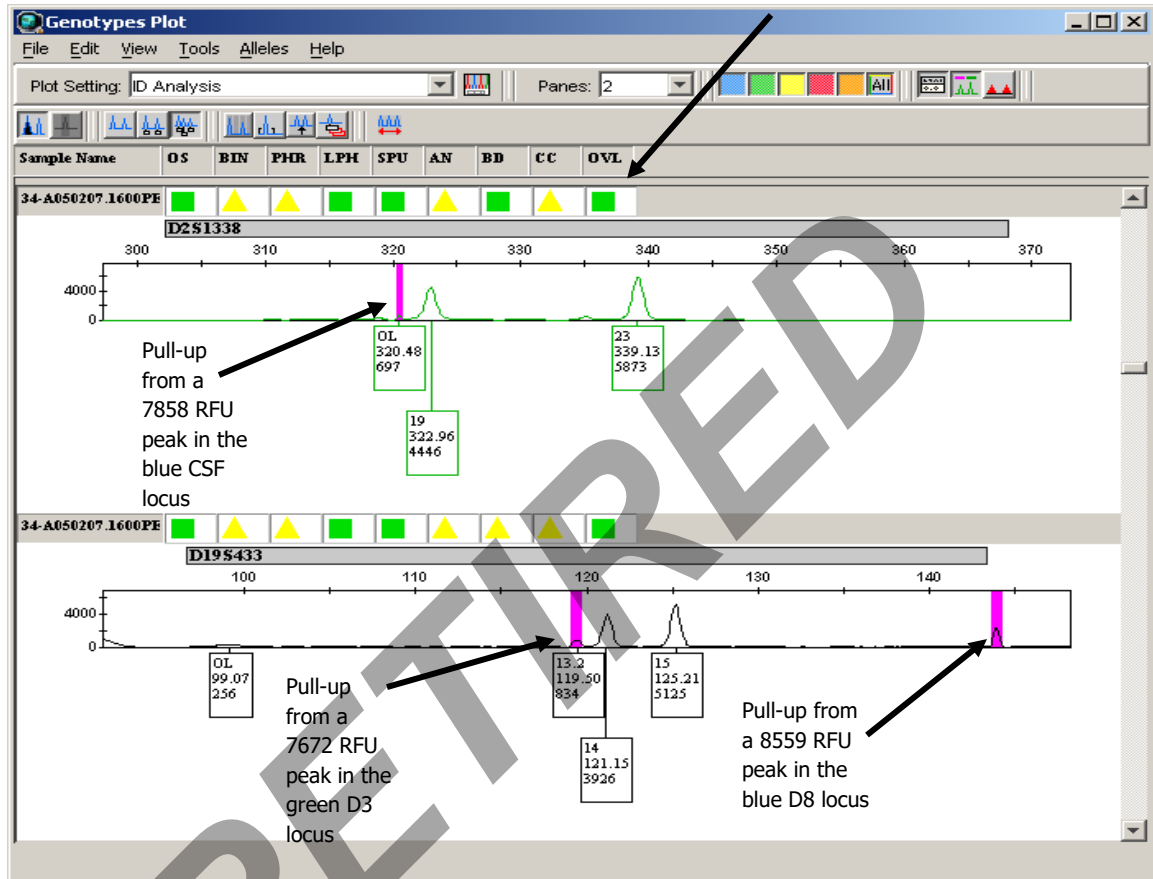 Genotypes Plot
File Edit View Tools Alleles Help
Plot Setting: ID Analysis Panes: 2 All
Sample Name OS BIN PHR LPH SPU AN BD CC OVL
34-A050207.1600PE
D2S1338
300 310 320 330 340 350 360 370
4000
0
OL
320.48
697
23
339.13
5873
Pull-up
from a
7858 RFU
peak in the
blue CSF
locus
19
322.96
4446
34-A050207.1600PE
D19S433
100 110 120 130 140
4000
0
OL
99.07
256
13.2
119.50
834
15
125.21
5125
Pull-up
from a
7672 RFU
peak in the
green D3
locus
14
121.15
3926
Pull-up from
a 8559 RFU
peak in the
blue D8 locus
RETIRED